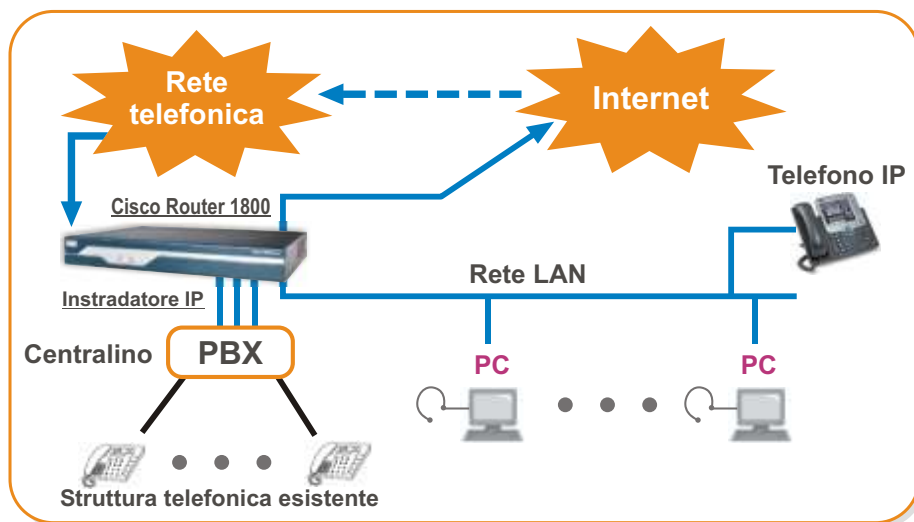 Rete
telefonica
Internet
Telefono IP
Cisco Router 1800
Rete LAN
Instradatore IP
Centralino
PBX
PC
PC
Struttura telefonica esistente